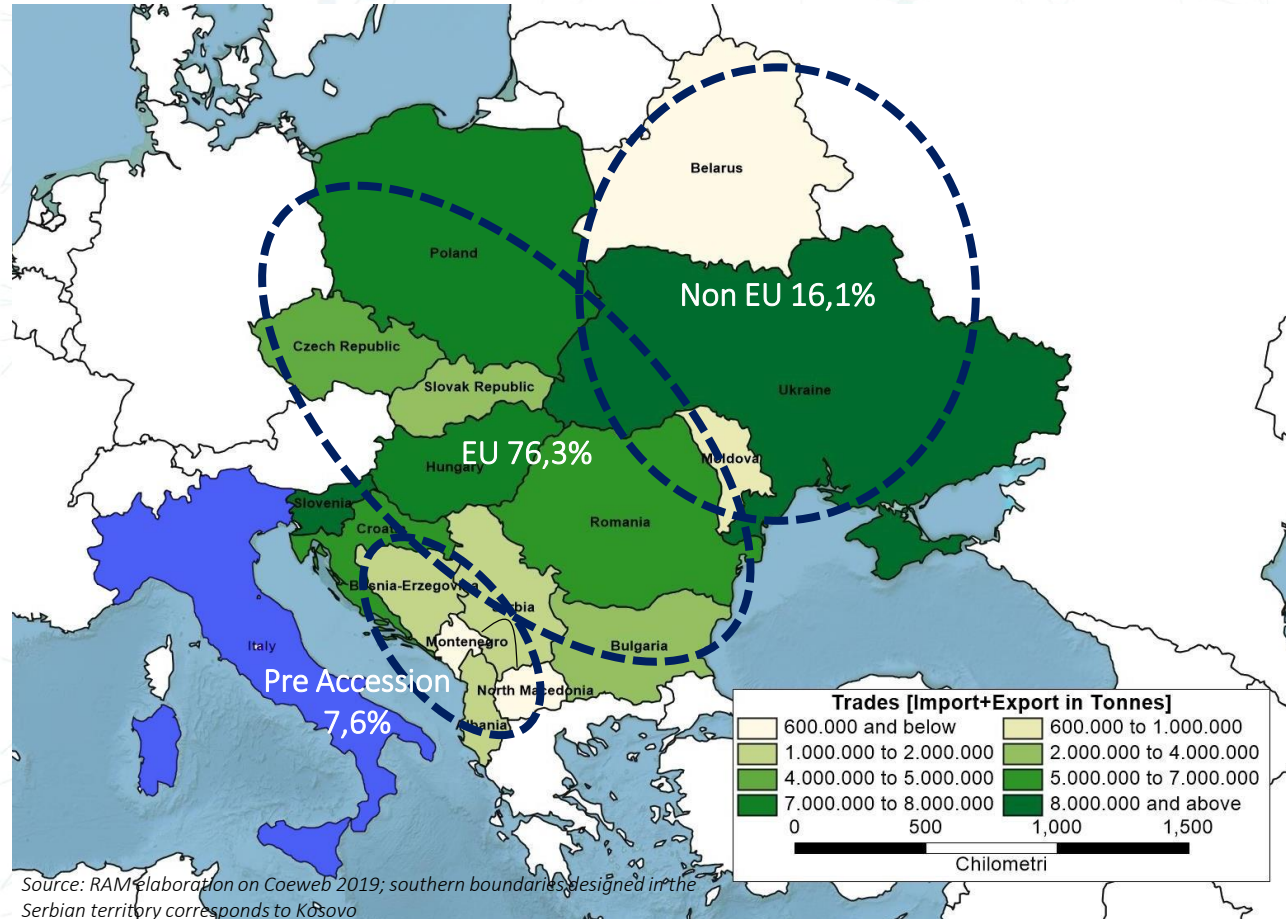 Belarus
Poland
Non EU 16,1%
Czech Republic
Slovak Republic
Ukraine
EU 76,3%
Hungary
Moldova
Slovenia
Romania
Croatia
Bosnia-Erzegovina
Serbia
Italy
Montenegro
Bulgaria
Pre Accession
7,6%
North Macedonia
Albania
Trades [Import+Export in Tonnes]
600.000 and below 600.000 to 1.000.000
1.000.000 to 2.000.000 2.000.000 to 4.000.000
4.000.000 to 5.000.000 5.000.000 to 7.000.000
7.000.000 to 8.000.000 8.000.000 and above
0 500 1,000 1,500
Chilometri
Source: RAM elaboration on Coeweb 2019; southern boundaries designed in the
Serbian territory corresponds to Kosovo